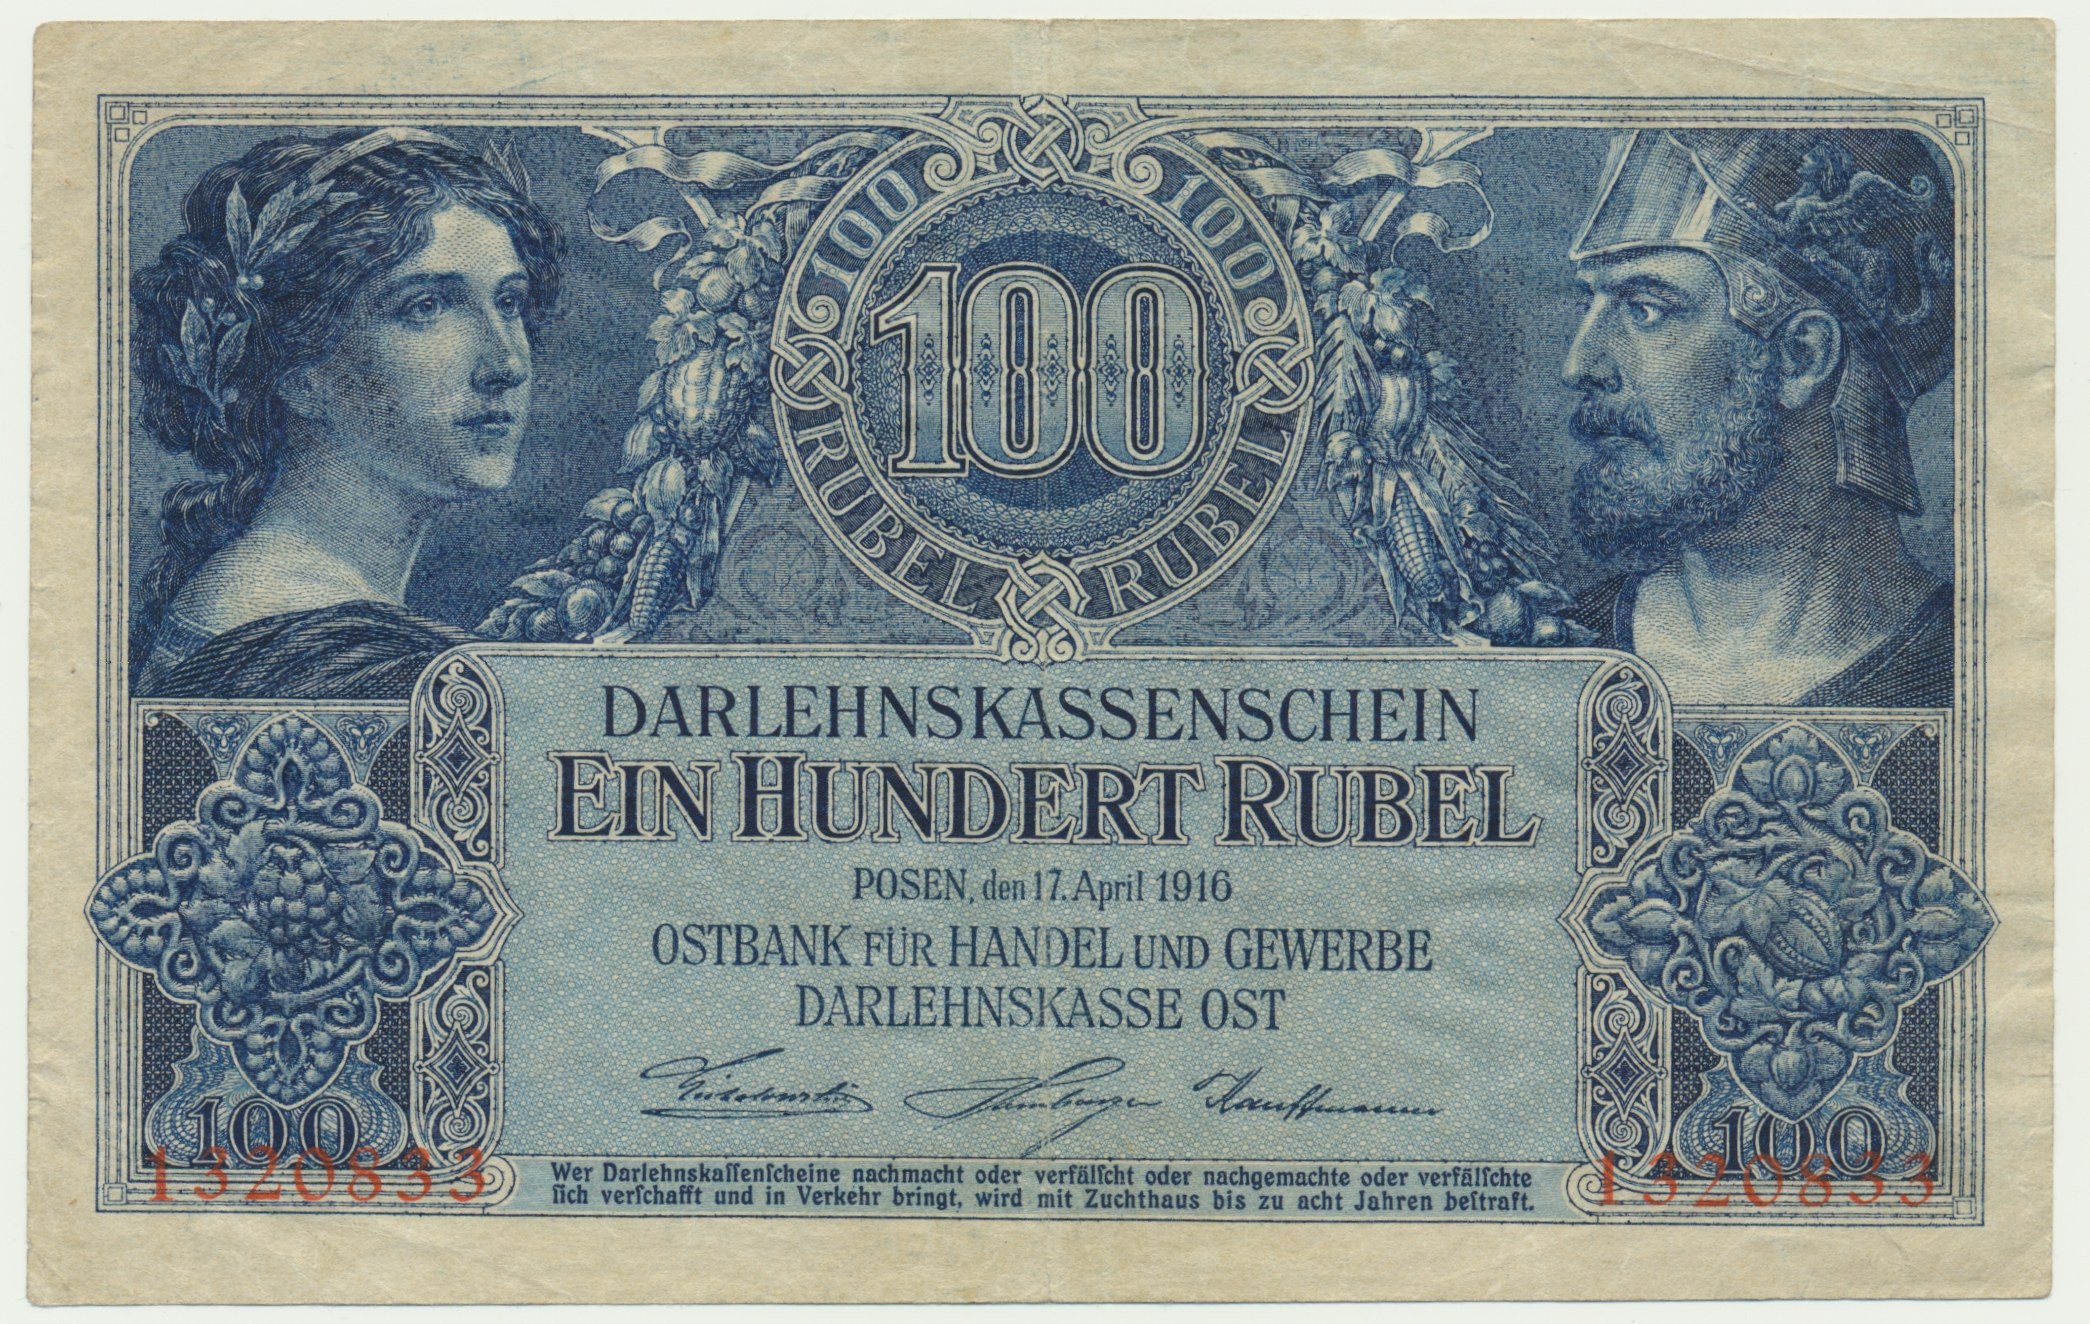 100 100
100
RUBEL RUBEL
DARLEHNSKASSENSCHEIN
EIN HUNDERT RUBEL
POSEN, den 17. April 1916
OSTBANK FÜR HANDEL UND GEWERBE
DARLEHNSKASSE OST
Kauffmann
100 100
1320833 1320833
Wer Darlehnskaſſenſcheine nachmacht oder verfälſcht oder nachgemachte oder verfälſchte
ſich verſchafft und in Verkehr bringt, wird mit Zuchthaus bis zu acht Jahren beſtraft.